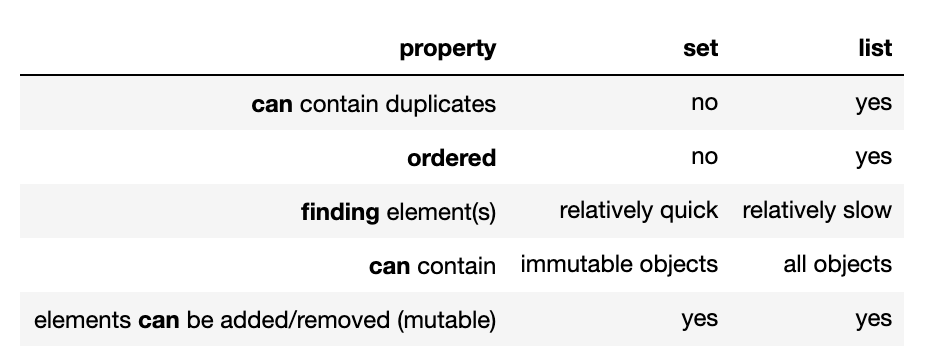 property set list
can contain duplicates no yes
ordered no yes
finding element(s) relatively quick relatively slow
can contain immutable objects all objects
elements can be added/removed (mutable) yes yes